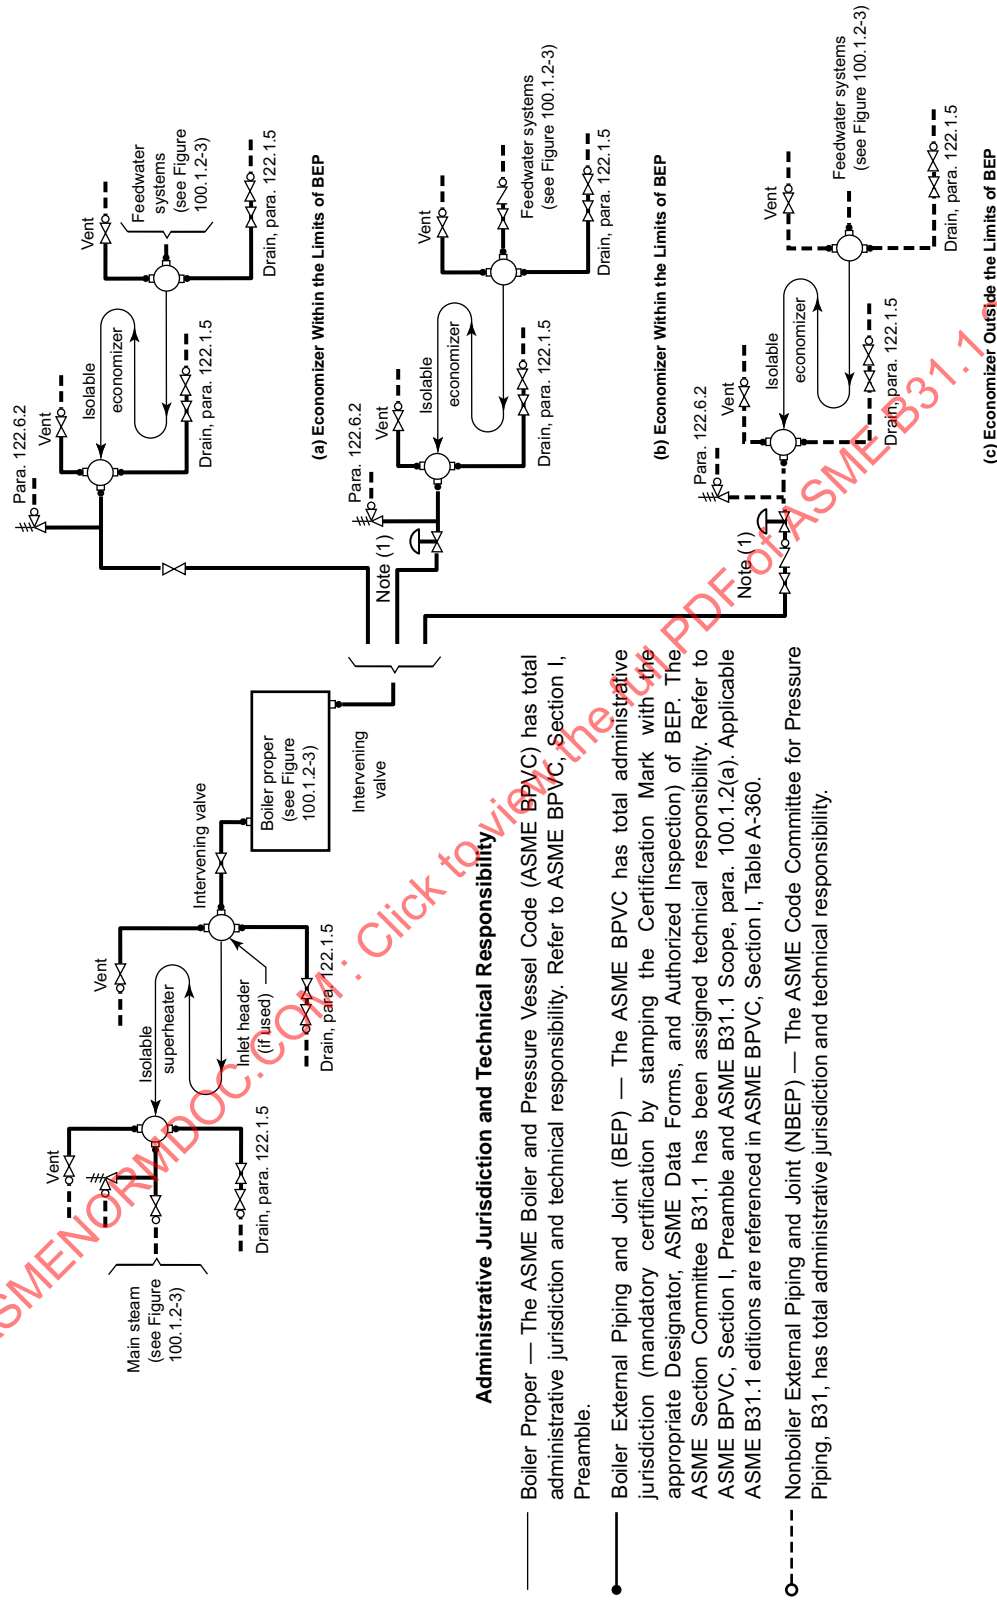 Main steam
(see Figure
100.1.2-3)
Vent
Isolable
superheater
Drain, para. 122.1.5
Vent
Inlet header
(if used)
Drain, para. 122.1.5
Intervening valve
Boiler proper
(see Figure
100.1.2-3)
Intervening
valve
Para. 122.6.2
Vent
Isolable
economizer
Drain, para. 122.1.5
Vent
Feedwater
systems
(see Figure
100.1.2-3)
Drain, para. 122.1.5
(a) Economizer Within the Limits of BEP
Note (1)
Para. 122.6.2
Vent
Isolable
economizer
Drain, para. 122.1.5
Vent
Feedwater systems
(see Figure 100.1.2-3)
Drain, para. 122.1.5
(b) Economizer Within the Limits of BEP
Note (1)
Para. 122.6.2
Vent
Isolable
economizer
Drain, para. 122.1.5
Vent
Feedwater systems
(see Figure 100.1.2-3)
Drain, para. 122.1.5
(c) Economizer Outside the Limits of BEP
Administrative Jurisdiction and Technical Responsibility
Boiler Proper — The ASME Boiler and Pressure Vessel Code (ASME BPVC) has total
administrative jurisdiction and technical responsibility. Refer to ASME BPVC, Section I,
Preamble.
Boiler External Piping and Joint (BEP) — The ASME BPVC has total administrative
jurisdiction (mandatory certification by stamping the Certification Mark with the
appropriate Designator, ASME Data Forms, and Authorized Inspection) of BEP. The
ASME Section Committee B31.1 has been assigned technical responsibility. Refer to
ASME BPVC, Section I, Preamble and ASME B31.1 Scope, para. 100.1.2(a). Applicable
ASME B31.1 editions are referenced in ASME BPVC, Section I, Table A-360.
Nonboiler External Piping and Joint (NBEP) — The ASME Code Committee for Pressure
Piping, B31, has total administrative jurisdiction and technical responsibility.
ASMENORMDOC.COM : Click to view the full PDF of ASME B31.1